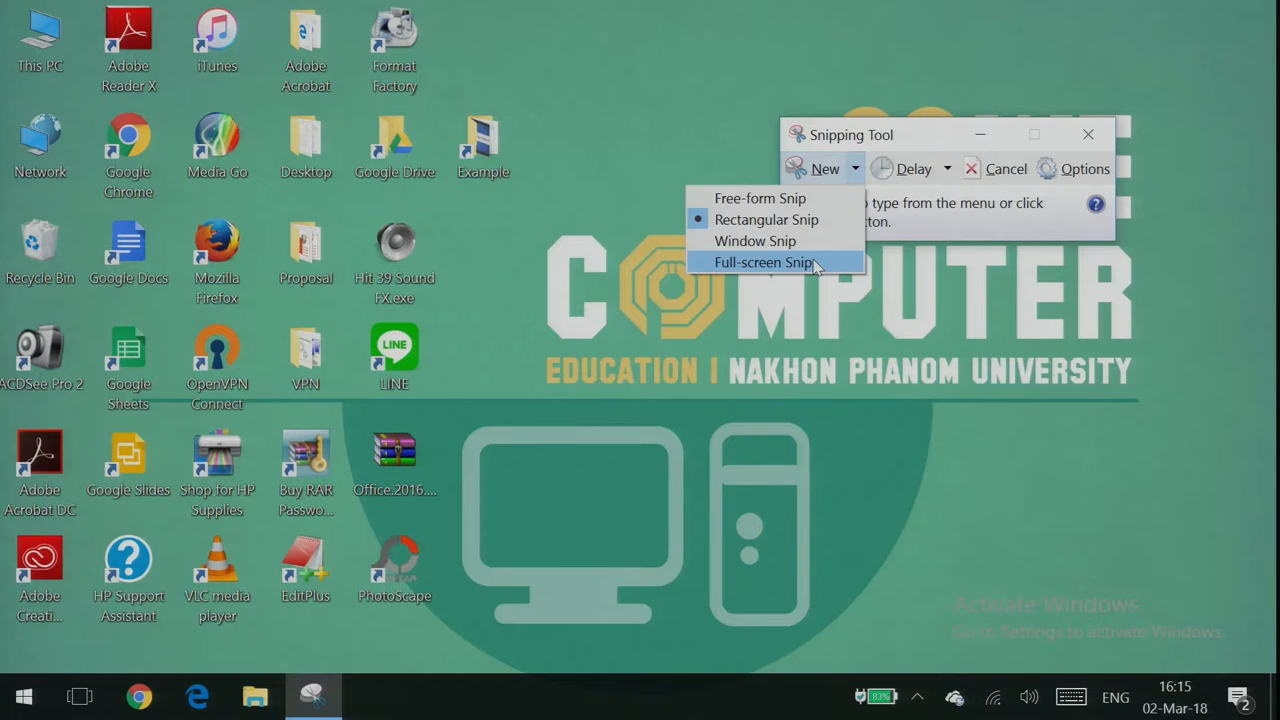 This PC
Adobe
Reader X
iTunes
Adobe
Acrobat
Format
Factory
Network
Google
Chrome
Media Go
Desktop
Google Drive
Example
Recycle Bin
Google Docs
Mozilla
Firefox
Proposal
Hit 39 Sound
FX.exe
ACDSee Pro 2
Google
Sheets
OpenVPN
Connect
VPN
LINE
LINE
Adobe
Acrobat DC
Google Slides
Shop for HP
Supplies
Buy RAR
Passwo...
Office.2016....
Adobe
Creati...
HP Support
Assistant
VLC media
player
EditPlus
PhotoScape
Snipping Tool
New
Delay
Cancel
Options
Free-form Snip
Rectangular Snip
Window Snip
Full-screen Snip
type from the menu or click
COMPUTER
EDUCATION | NAKHON PHANOM UNIVERSITY
Activate Windows
Go to Settings to activate Windows.
83%
ENG
16:15
02-Mar-18
2